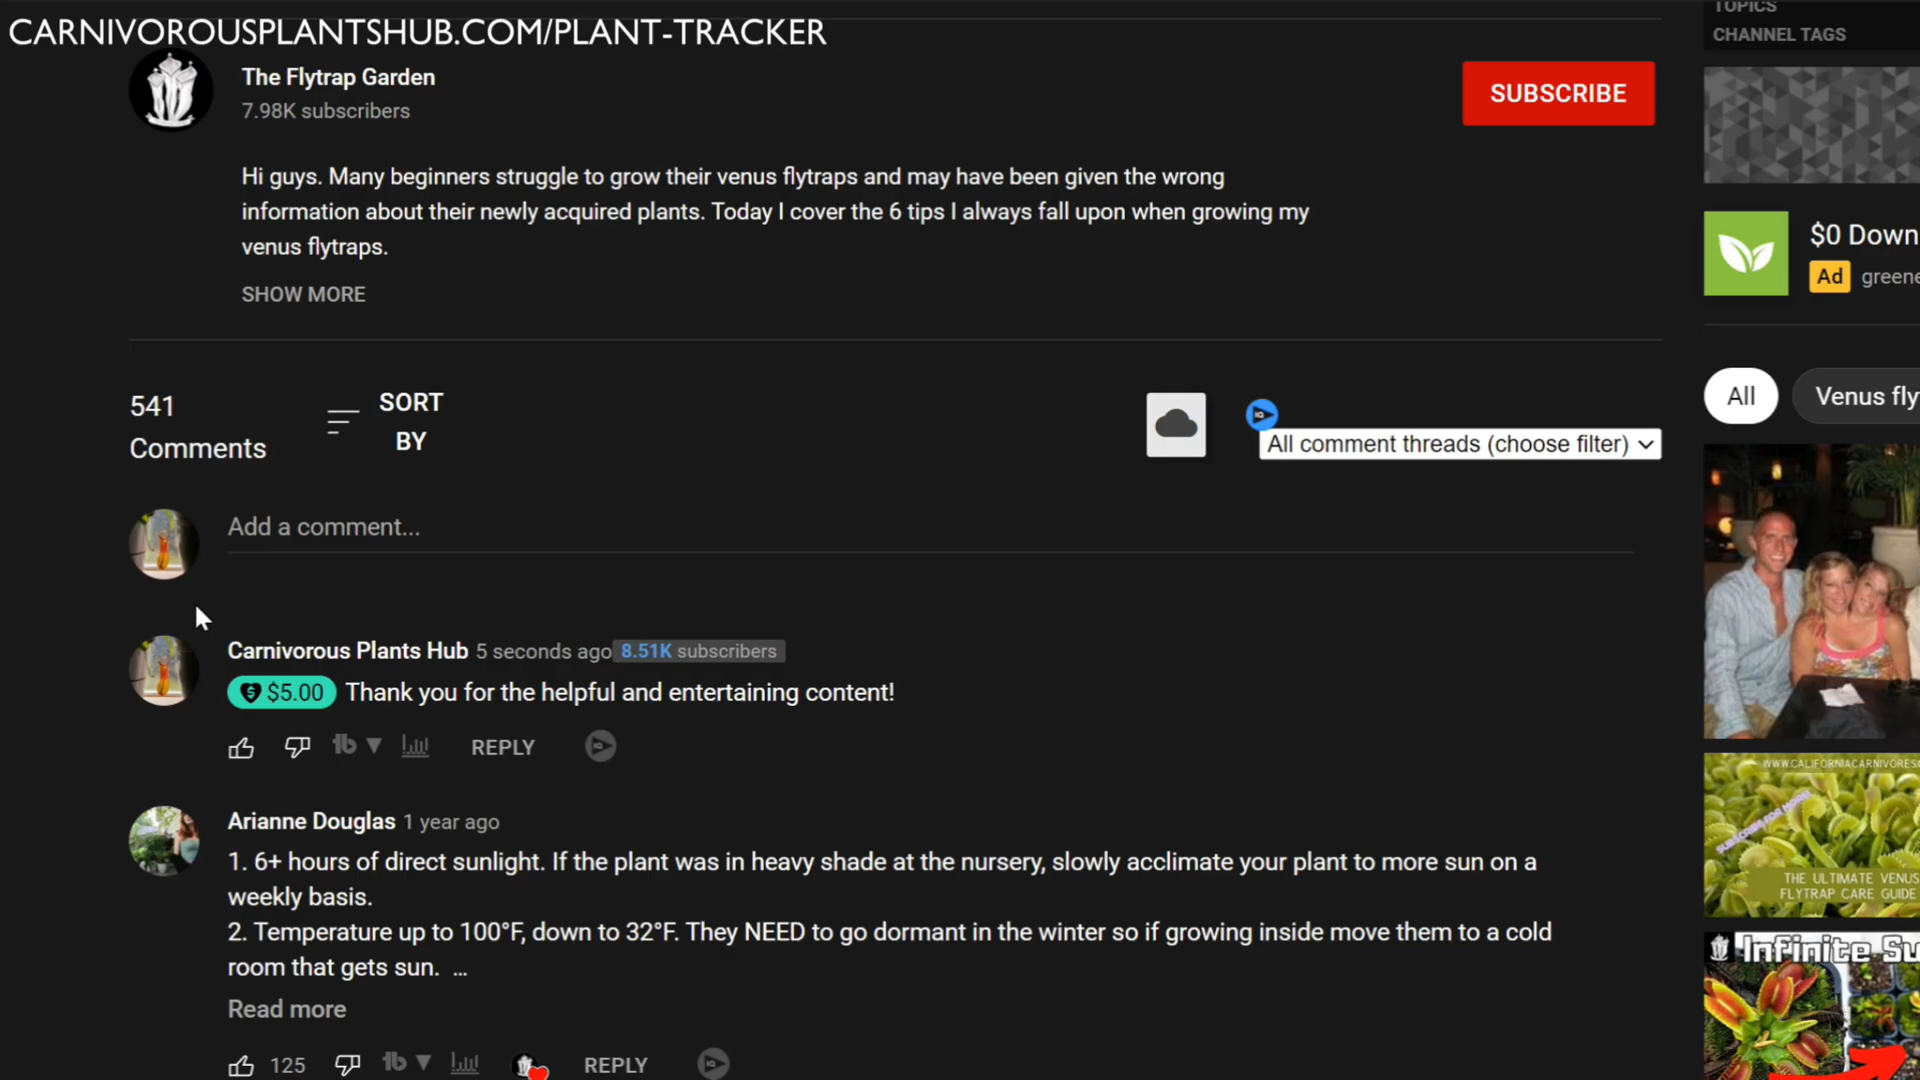 CARNIVOROUSPLANTSHUB.COM/PLANT-TRACKER
TOPICS
CHANNEL TAGS
The Flytrap Garden
7.98K subscribers
SUBSCRIBE
Hi guys. Many beginners struggle to grow their venus flytraps and may have been given the wrong
information about their newly acquired plants. Today I cover the 6 tips I always fall upon when growing my
venus flytraps.
SHOW MORE
$0 Down
Ad greene
541
Comments
SORT
BY
All comment threads (choose filter)
All
Venus fly
Add a comment...
Carnivorous Plants Hub 5 seconds ago 8.51K subscribers
$5.00 Thank you for the helpful and entertaining content!
REPLY
Arianne Douglas 1 year ago
1. 6+ hours of direct sunlight. If the plant was in heavy shade at the nursery, slowly acclimate your plant to more sun on a
weekly basis.
2. Temperature up to 100°F, down to 32°F. They NEED to go dormant in the winter so if growing inside move them to a cold
room that gets sun. ...
Read more
125
REPLY
WWW.CALIFORNIACARNIVORES.
SUBSCRIBE FOR MORE!
THE ULTIMATE VENUS
FLYTRAP CARE GUIDE
Infinite Su